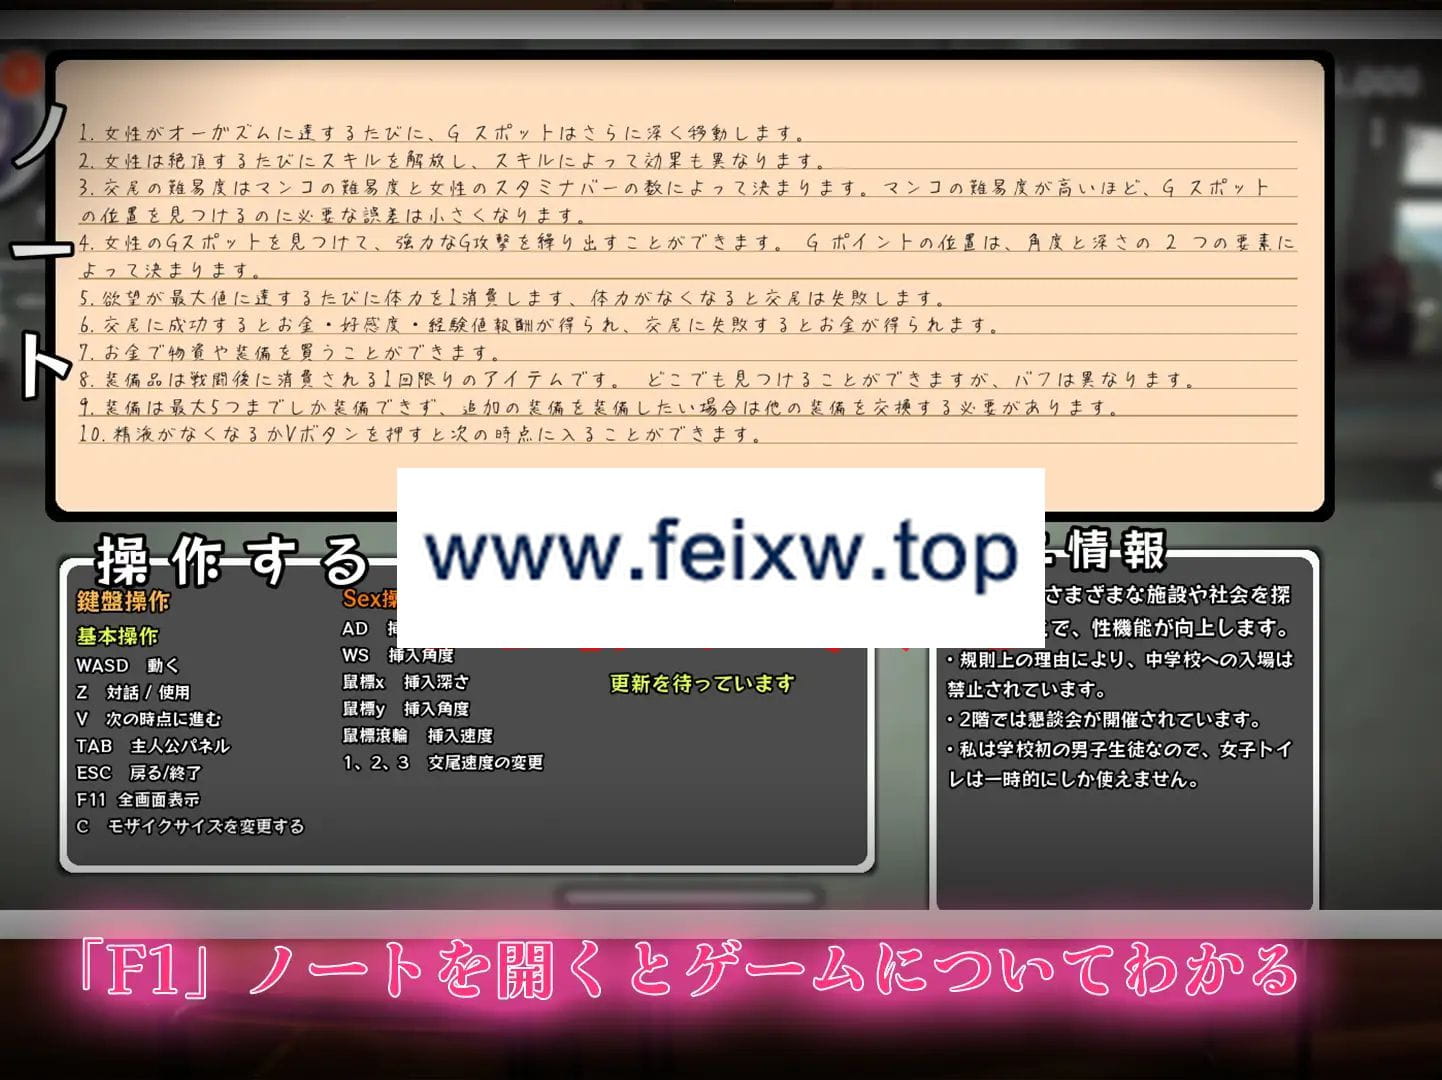 ノート
1. 女性がオーガズムに達するたびに、G スポットはさらに深く移動します。
2. 女性は絶頂するたびにスキルを解放し、スキルによって効果も異なります。
3. 交尾の難易度はマンコの難易度と女性のスタミナバーの数によって決まります。マンコの難易度が高いほど、G スポット
の位置を見つけるのに必要な誤差は小さくなります。
4. 女性のGスポットを見つけて、強力なG攻撃を繰り出すことができます。 G ポイントの位置は、角度と深さの 2 つの要素に
よって決まります。
5. 欲望が最大値に達するたびに体力を1消費します、体力がなくなると交尾は失敗します。
6. 交尾に成功するとお金・好感度・経験値報酬が得られ、交尾に失敗するとお金が得られます。
7. お金で物資や装備を買うことができます。
8. 装備品は戦闘後に消費される1回限りのアイテムです。 どこでも見つけることができますが、バフは異なります。
9. 装備は最大5つまでしか装備できず、追加の装備を装備したい場合は他の装備を交換する必要があります。
10. 精液がなくなるかVボタンを押すと次の時点に入ることができます。
www.feixw.top
操作する
鍵盤操作
基本操作
WASD 動く
Z 対話 / 使用
V 次の時点に進む
TAB 主人公パネル
ESC 戻る/終了
F11 全画面表示
C モザイクサイズを変更する
Sex操
AD
WS 挿入角度
鼠標x 挿入深さ
鼠標y 挿入角度
鼠標滾輪 挿入速度
1、2、3 交尾速度の変更
更新を待っています
情報
さまざまな施設や社会を探
で、性機能が向上します。
・規則上の理由により、中学校への入場は
禁止されています。
・2階では懇談会が開催されています。
・私は学校初の男子生徒なので、女子トイ
レは一時的にしか使えません。
「F1」ノートを開くとゲームについてわかる